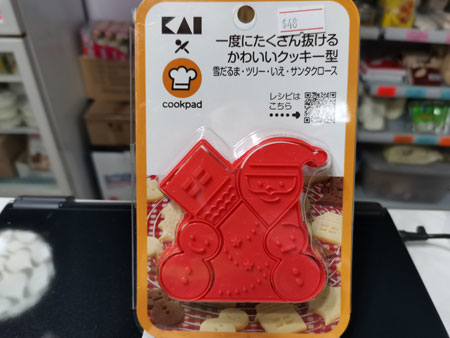 KAI
×
cookpad
$48
一度にたくさん抜ける
かわいいクッキー型
雪だるま・ツリー・いえ・サンタクロース
レシピは
こちら